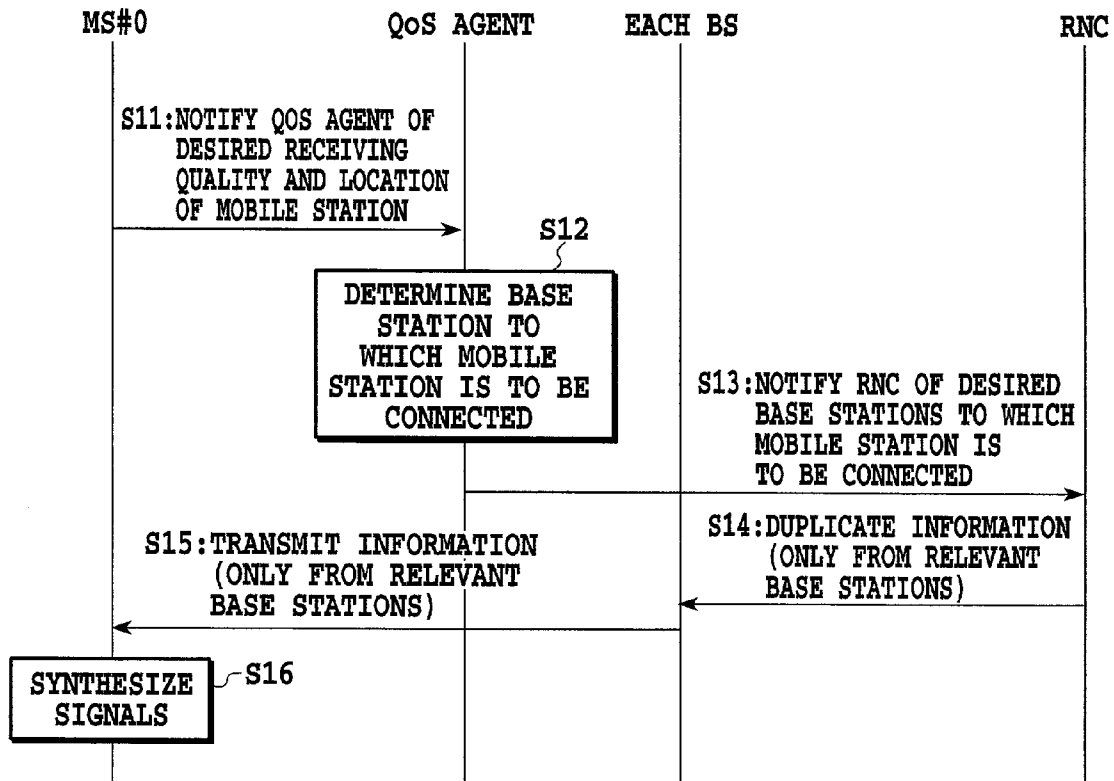 MS#0
QoS AGENT
EACH BS
RNC
S11:NOTIFY QOS AGENT OF
DESIRED RECEIVING
QUALITY AND LOCATION
OF MOBILE STATION
S12
DETERMINE BASE
STATION TO
WHICH MOBILE
STATION IS TO BE
CONNECTED
S13:NOTIFY RNC OF DESIRED
BASE STATIONS TO WHICH
MOBILE STATION IS
TO BE CONNECTED
S14:DUPLICATE INFORMATION
(ONLY FROM RELEVANT
BASE STATIONS)
S15:TRANSMIT INFORMATION
(ONLY FROM RELEVANT
BASE STATIONS)
S16
SYNTHESIZE
SIGNALS